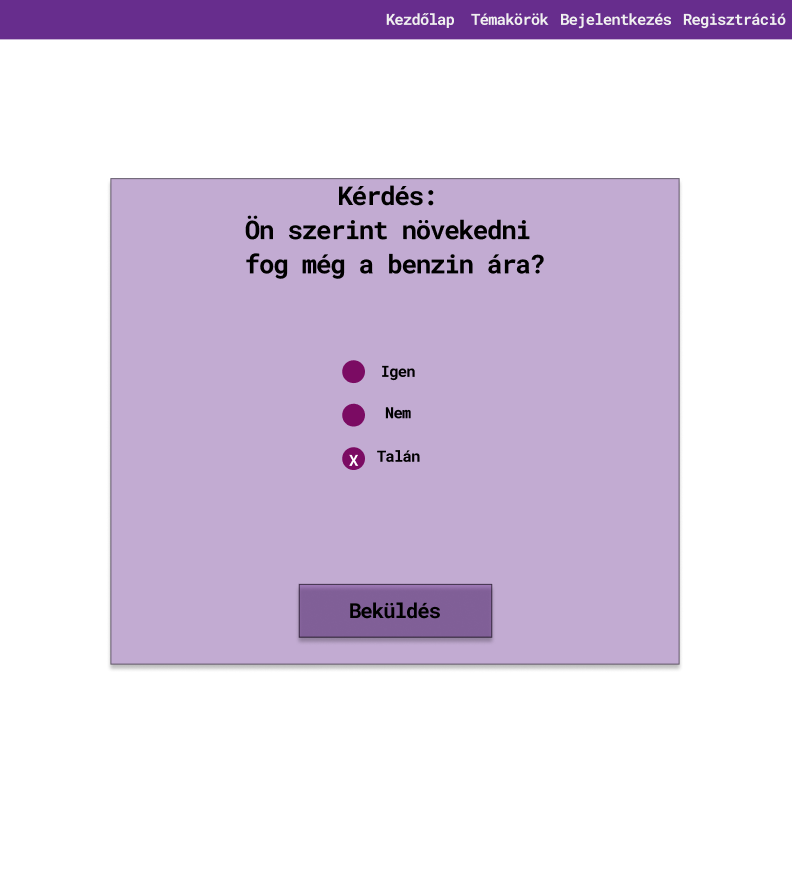 Kezdőlap Témakörök Bejelentkezés Regisztráció
Kérdés:
Ön szerint növekedni
fog még a benzin ára?
Igen
Nem
X Talán
Beküldés